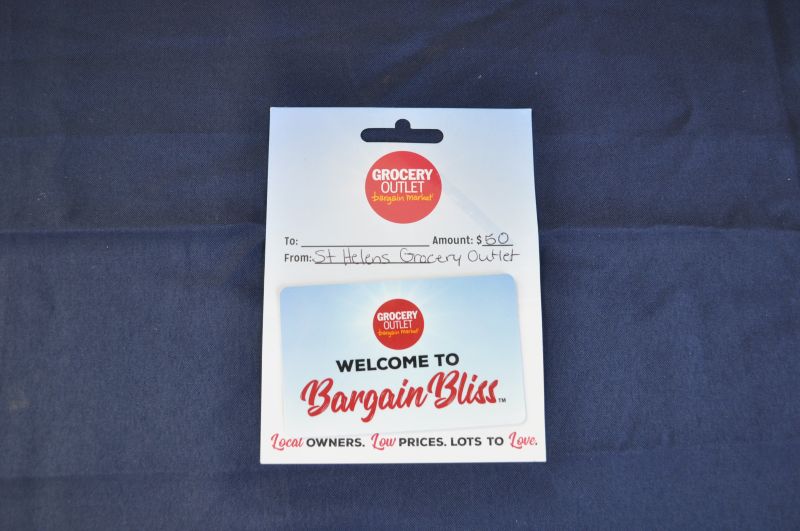 GROCERY
OUTLET
bargain market
To: Amount: $50
From: St Helens Grocery Outlet
GROCERY
OUTLET
bargain market
WELCOME TO
Bargain Bliss™
Local OWNERS. Low PRICES. LOTS TO Love.